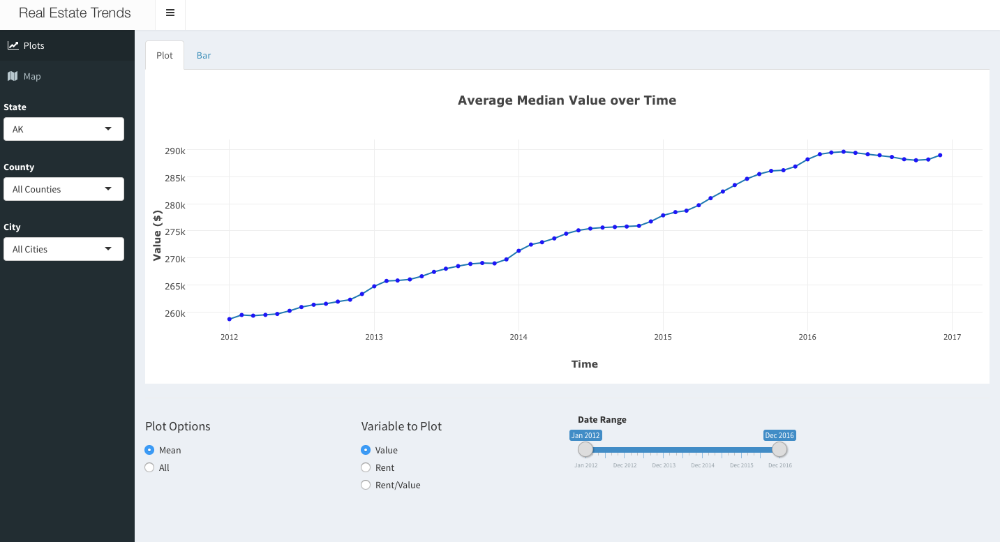 Real Estate Trends
Plots
Map
State
AK
County
All Counties
City
All Cities
Plot Bar
Average Median Value over Time
290k
285k
280k
275k
270k
265k
260k
Value ($)
2012 2013 2014 2015 2016 2017
Time
Plot Options
Mean
All
Variable to Plot
Value
Rent
Rent/Value
Date Range
Jan 2012 Dec 2016
Jan 2012 Dec 2012 Dec 2013 Dec 2014 Dec 2015 Dec 2016